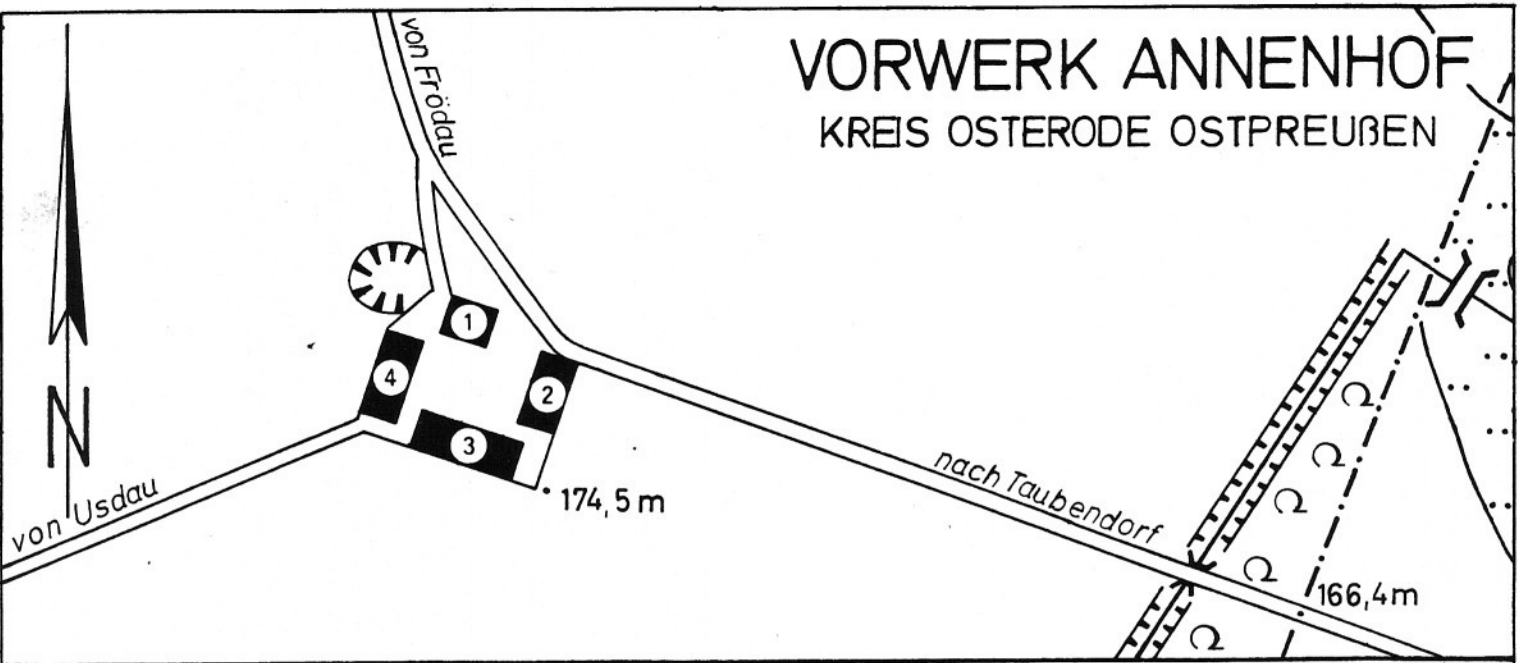 VORWERK ANNENHOF
KREIS OSTERODE OSTPREUßEN
von Frödau
1
4
2
3
N
174,5 m
von Usdau
nach Taubendorf
166,4m